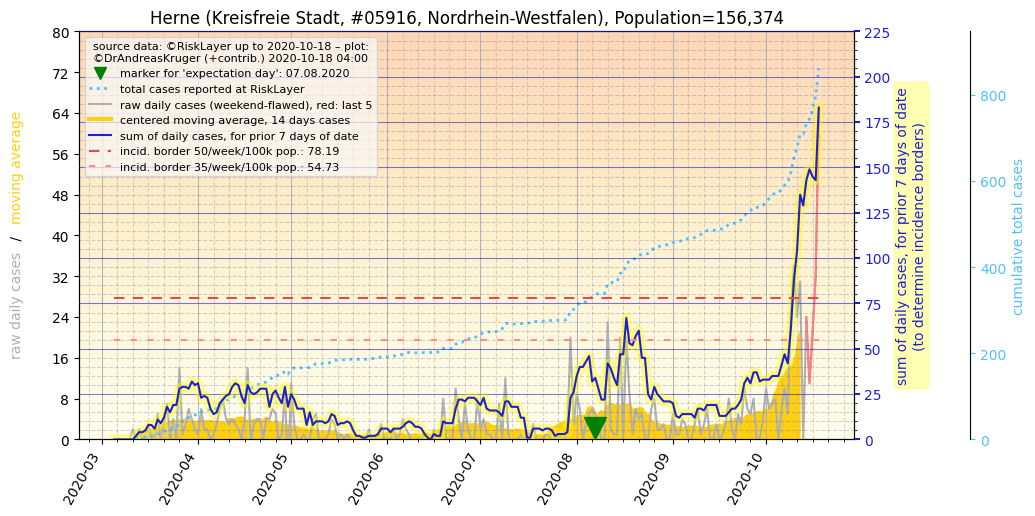 Herne (Kreisfreie Stadt, #05916, Nordrhein-Westfalen), Population=156,374
source data: ©RiskLayer up to 2020-10-18 – plot:
©DrAndreasKruger (+contrib.) 2020-10-18 04:00
marker for 'expectation day': 07.08.2020
total cases reported at RiskLayer
raw daily cases (weekend-flawed), red: last 5
centered moving average, 14 days cases
sum of daily cases, for prior 7 days of date
incid. border 50/week/100k pop.: 78.19
incid. border 35/week/100k pop.: 54.73
raw daily cases / moving average
80
72
64
56
48
40
32
24
16
8
0
2020-03
2020-04
2020-05
2020-06
2020-07
2020-08
2020-09
2020-10
225
200
175
150
125
100
75
50
25
0
sum of daily cases, for prior 7 days of date
(to determine incidence borders)
800
600
400
200
0
cumulative total cases